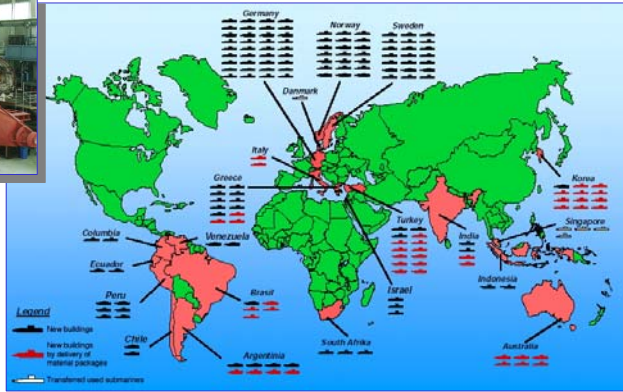 Germany
Norway
Sweden
Danmark
Italy
Greece
Korea
Turkey
India
Singapore
Columbia
Venezuela
Ecuador
Indonesia
Israel
Peru
Brasil
Chile
South Afrika
Argentinia
Australia
Legend
New buildings
New buildings
by delivery of
material packages
Transferred used submarines